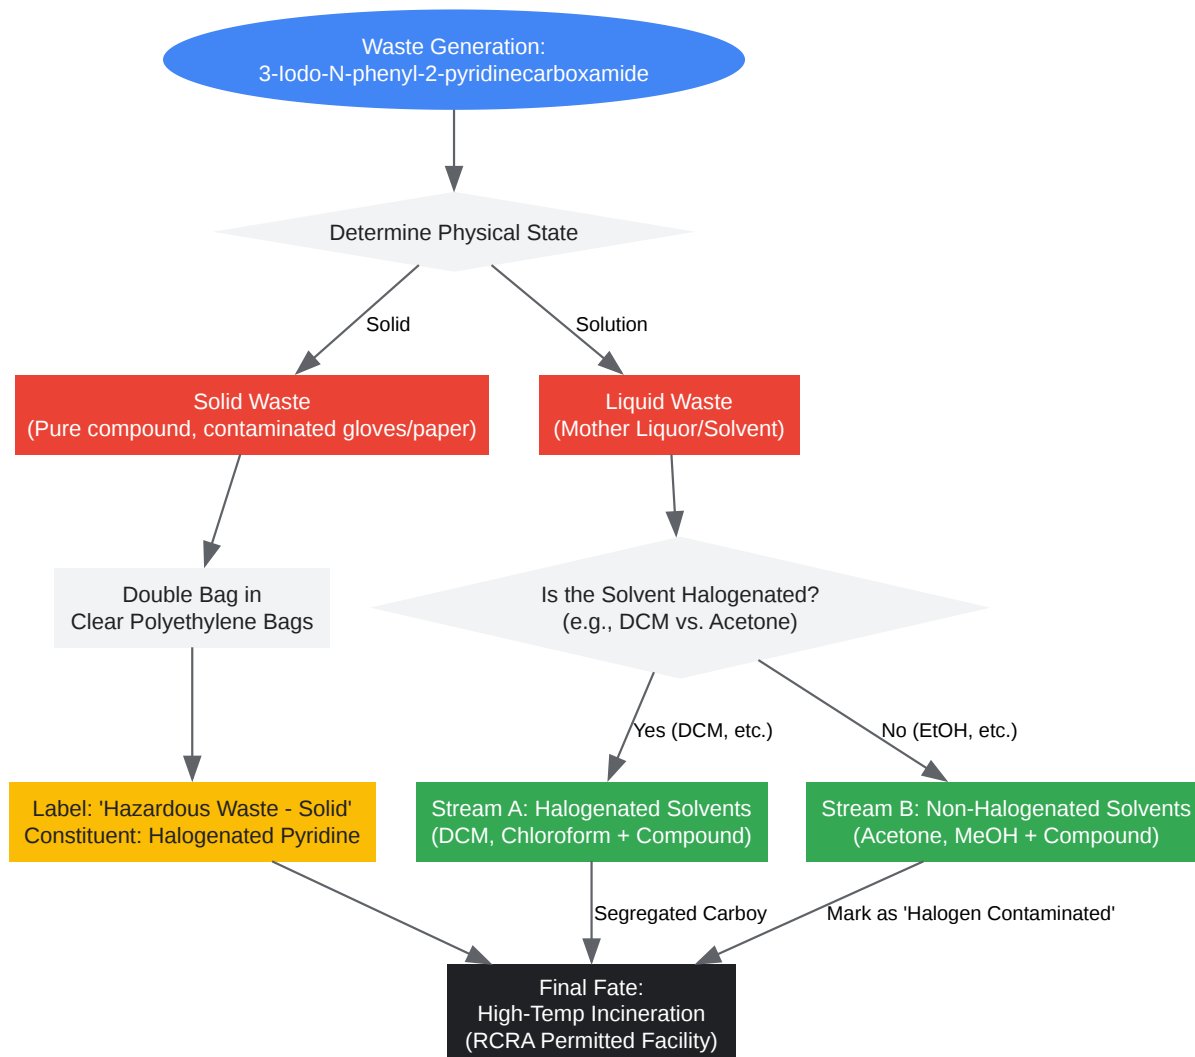 Waste Generation:
3-Iodo-N-phenyl-2-pyridinecarboxamide
Determine Physical State
Solid
Solution
Solid Waste
(Pure compound, contaminated gloves/paper)
Liquid Waste
(Mother Liquor/Solvent)
Double Bag in
Clear Polyethylene Bags
Is the Solvent Halogenated?
(e.g., DCM vs. Acetone)
Yes (DCM, etc.)
No (EtOH, etc.)
Label: 'Hazardous Waste - Solid'
Constituent: Halogenated Pyridine
Stream A: Halogenated Solvents
(DCM, Chloroform + Compound)
Stream B: Non-Halogenated Solvents
(Acetone, MeOH + Compound)
Segregated Carboy
Mark as 'Halogen Contaminated'
Final Fate:
High-Temp Incineration
(RCRA Permitted Facility)